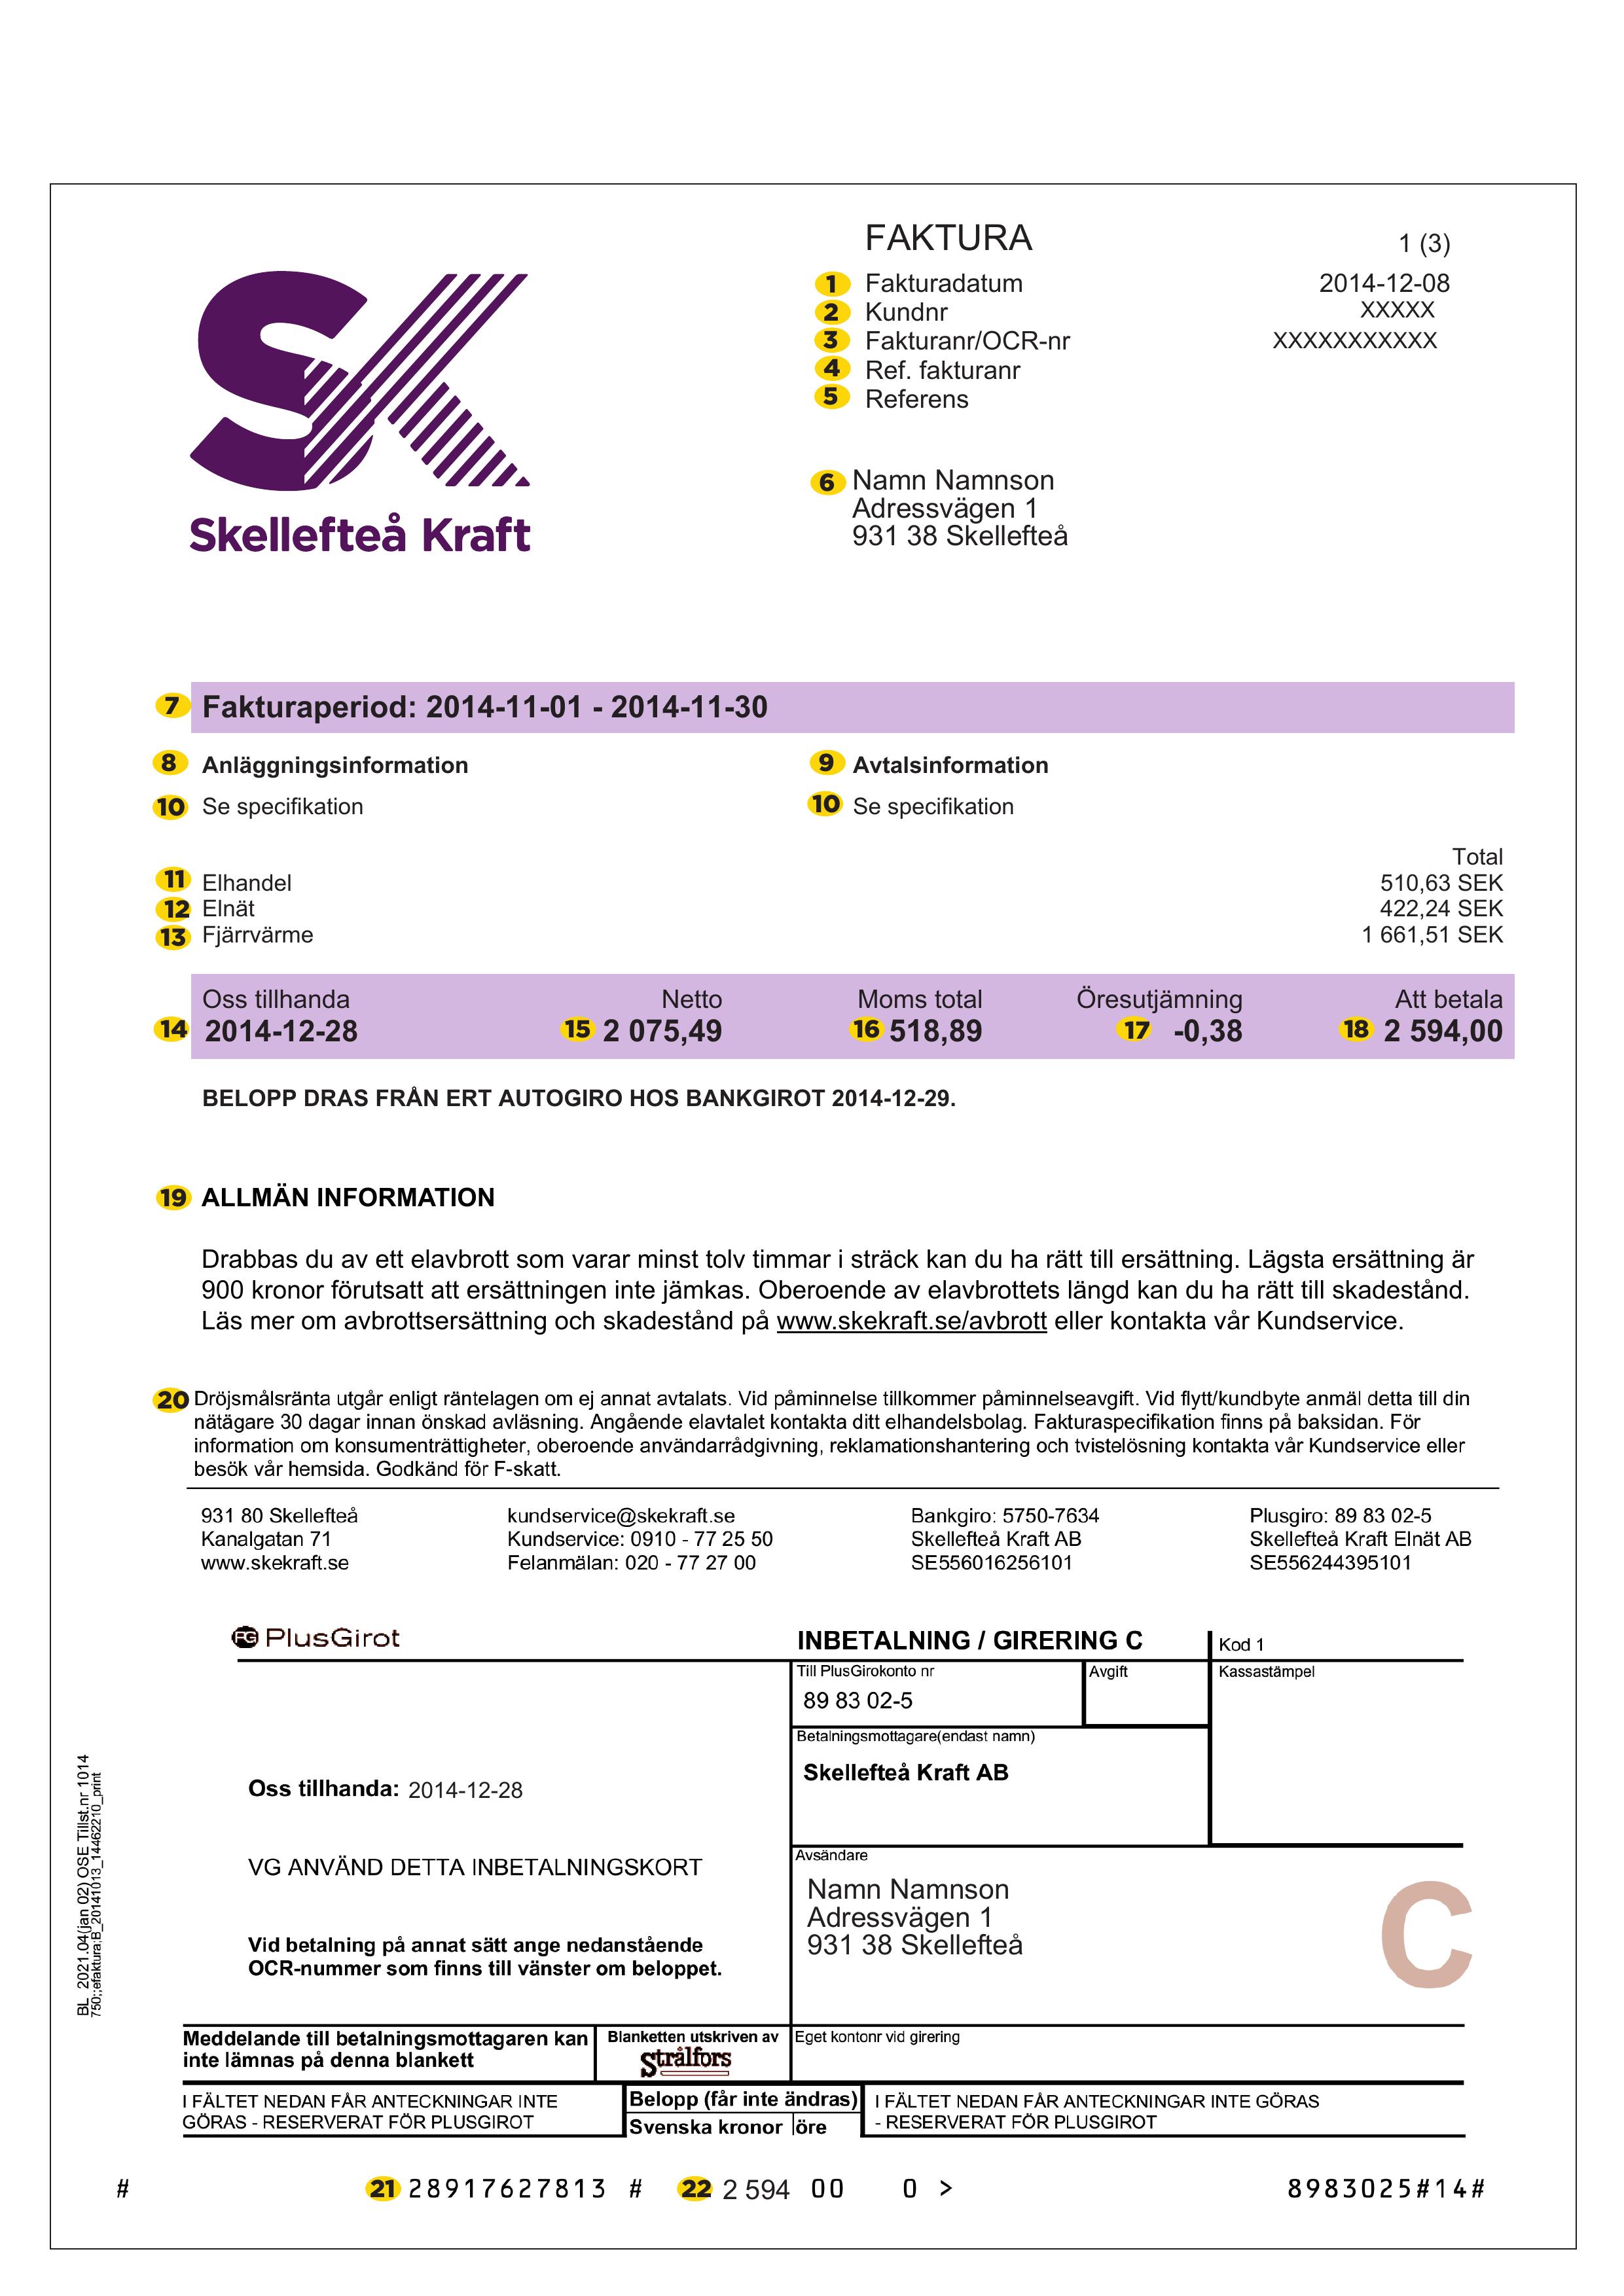 FAKTURA 1 (3)
1 Fakturadatum 2014-12-08
2 Kundnr XXXXX
3 Fakturanr/OCR-nr XXXXXXXXXXX
4 Ref. fakturanr
5 Referens
SK
Skellefteå Kraft
6 Namn Namnson
Adressvägen 1
931 38 Skellefteå
7 Fakturaperiod: 2014-11-01 - 2014-11-30
8 Anläggningsinformation 9 Avtalsinformation
10 Se specifikation 10 Se specifikation
Total
11 Elhandel 510,63 SEK
12 Elnät 422,24 SEK
13 Fjärrvärme 1 661,51 SEK
Oss tillhanda Netto Moms total Öresutjämning Att betala
14 2014-12-28 15 2 075,49 16 518,89 17 -0,38 18 2 594,00
BELOPP DRAS FRÅN ERT AUTOGIRO HOS BANKGIROT 2014-12-29.
19 ALLMÄN INFORMATION
Drabbas du av ett elavbrott som varar minst tolv timmar i sträck kan du ha rätt till ersättning. Lägsta ersättning är
900 kronor förutsatt att ersättningen inte jämkas. Oberoende av elavbrottets längd kan du ha rätt till skadestånd.
Läs mer om avbrottsersättning och skadestånd på www.skekraft.se/avbrott eller kontakta vår Kundservice.
20 Dröjsmålsränta utgår enligt räntelagen om ej annat avtalats. Vid påminnelse tillkommer påminnelseavgift. Vid flytt/kundbyte anmäl detta till din
nätägare 30 dagar innan önskad avläsning. Angående elavtalet kontakta ditt elhandelsbolag. Fakturaspecifikation finns på baksidan. För
information om konsumenträttigheter, oberoende användarrådgivning, reklamationshantering och tvistelösning kontakta vår Kundservice eller
besök vår hemsida. Godkänd för F-skatt.
931 80 Skellefteå kundservice@skekraft.se Bankgiro: 5750-7634 Plusgiro: 89 83 02-5
Kanalgatan 71 Kundservice: 0910 - 77 25 50 Skellefteå Kraft AB Skellefteå Kraft Elnät AB
www.skekraft.se Felanmälan: 020 - 77 27 00 SE556016256101 SE556244395101
PG PlusGirot INBETALNING / GIRERING C Kod 1
Till PlusGirokonto nr Avgift Kassastämpel
89 83 02-5
Betalningsmottagare(endast namn)
Skellefteå Kraft AB
Oss tillhanda: 2014-12-28
VG ANVÄND DETTA INBETALNINGSKORT
Avsändare
Namn Namnson
Adressvägen 1
931 38 Skellefteå
C
Vid betalning på annat sätt ange nedanstående
OCR-nummer som finns till vänster om beloppet.
BL 2021.04(jan 02) OSE Tillst.nr 1014
750;;efaktura;B_20141013_14462210_print
Meddelande till betalningsmottagaren kan
inte lämnas på denna blankett
Blanketten utskriven av
strålfors
Eget kontonr vid girering
I FÄLTET NEDAN FÅR ANTECKNINGAR INTE
GÖRAS - RESERVERAT FÖR PLUSGIROT
Belopp (får inte ändras)
Svenska kronor öre
I FÄLTET NEDAN FÅR ANTECKNINGAR INTE GÖRAS
- RESERVERAT FÖR PLUSGIROT
# 21 28917627813 # 22 2 594 00 0 > 8983025#14#